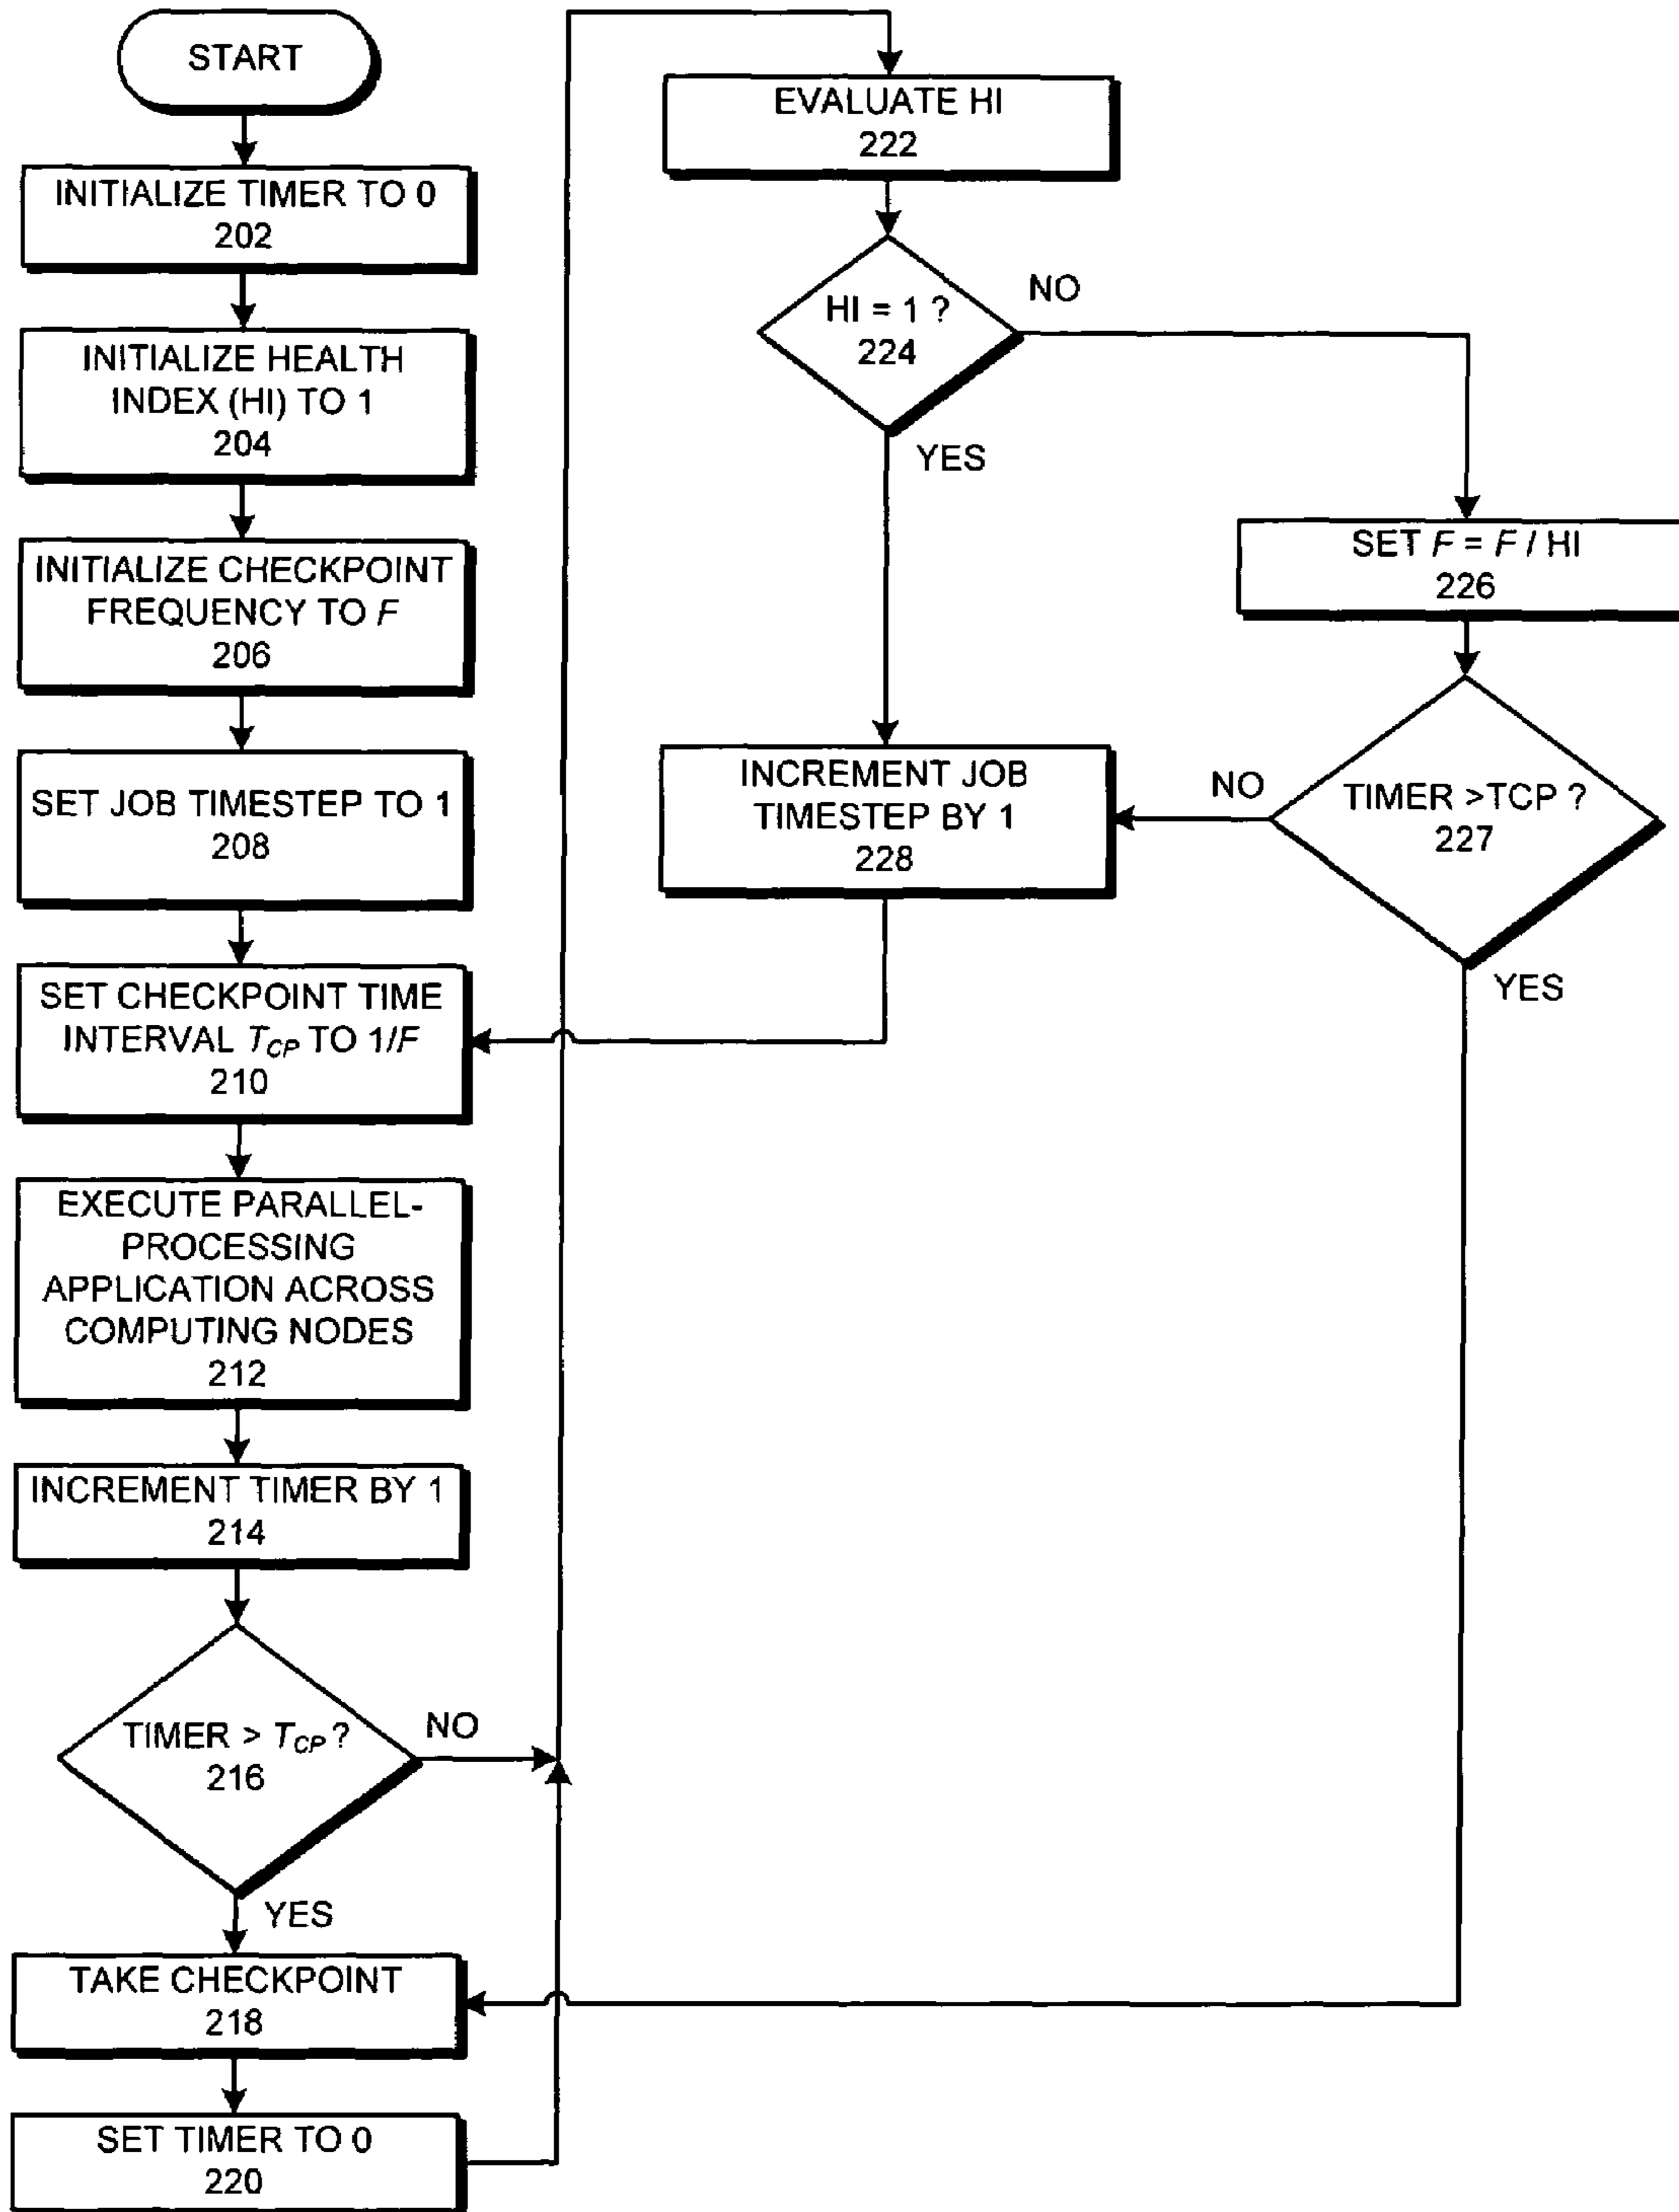 START
INITIALIZE TIMER TO 0
202
INITIALIZE HEALTH
INDEX (HI) TO 1
204
INITIALIZE CHECKPOINT
FREQUENCY TO F
206
SET JOB TIMESTEP TO 1
208
SET CHECKPOINT TIME
INTERVAL TCP TO 1/F
210
EXECUTE PARALLEL-
PROCESSING
APPLICATION ACROSS
COMPUTING NODES
212
INCREMENT TIMER BY 1
214
TIMER > TCP ?
216
NO
YES
TAKE CHECKPOINT
218
SET TIMER TO 0
220
EVALUATE HI
222
HI = 1 ?
224
NO
YES
SET F = F / HI
226
TIMER >TCP ?
227
NO
YES
INCREMENT JOB
TIMESTEP BY 1
228